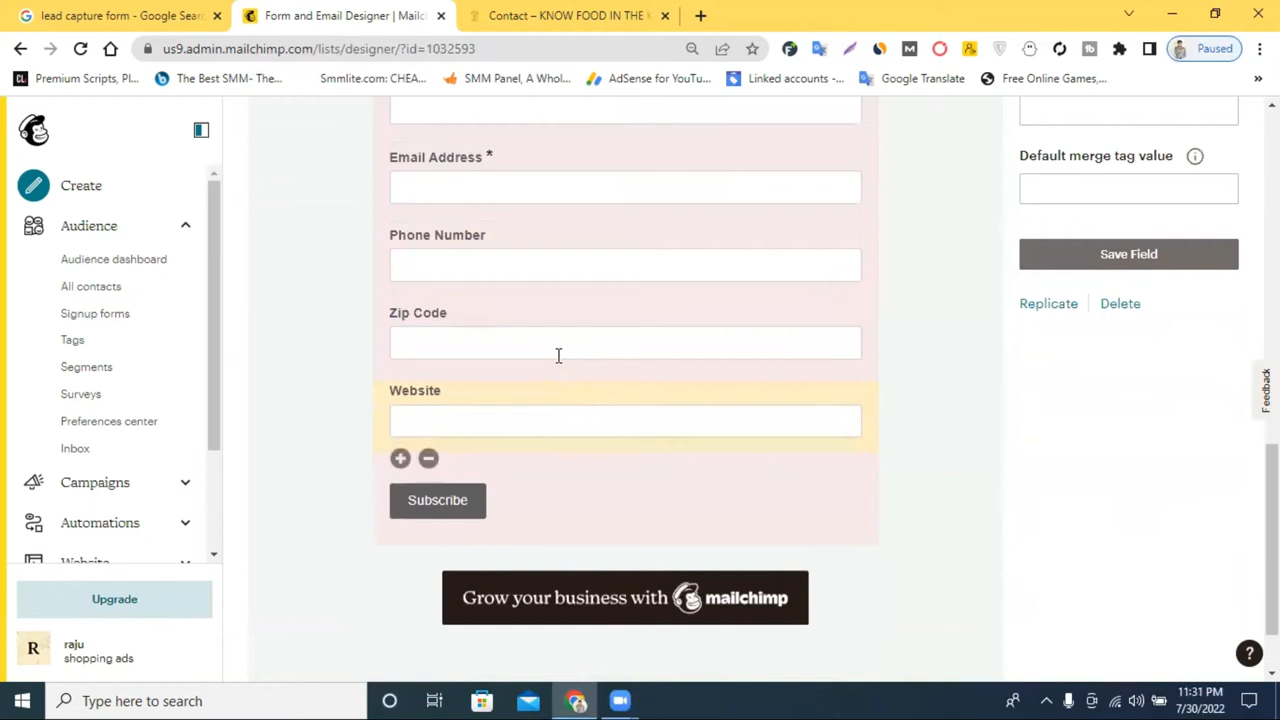 lead capture form - Google Sear
Form and Email Designer | Mailc
Contact – KNOW FOOD IN THE K
us9.admin.mailchimp.com/lists/designer/?id=1032593
Paused
Premium Scripts, Pl...
The Best SMM- The...
Smmlite.com: CHEA...
SMM Panel, A Whol...
AdSense for YouTu...
Linked accounts -...
Google Translate
Free Online Games,...
Create
Audience
Audience dashboard
All contacts
Signup forms
Tags
Segments
Surveys
Preferences center
Inbox
Campaigns
Automations
Website
Upgrade
R
raju
shopping ads
Email Address *
Phone Number
Zip Code
Website
Subscribe
Grow your business with mailchimp
Default merge tag value
Save Field
Replicate
Delete
Feedback
?
Type here to search
11:31 PM
7/30/2022